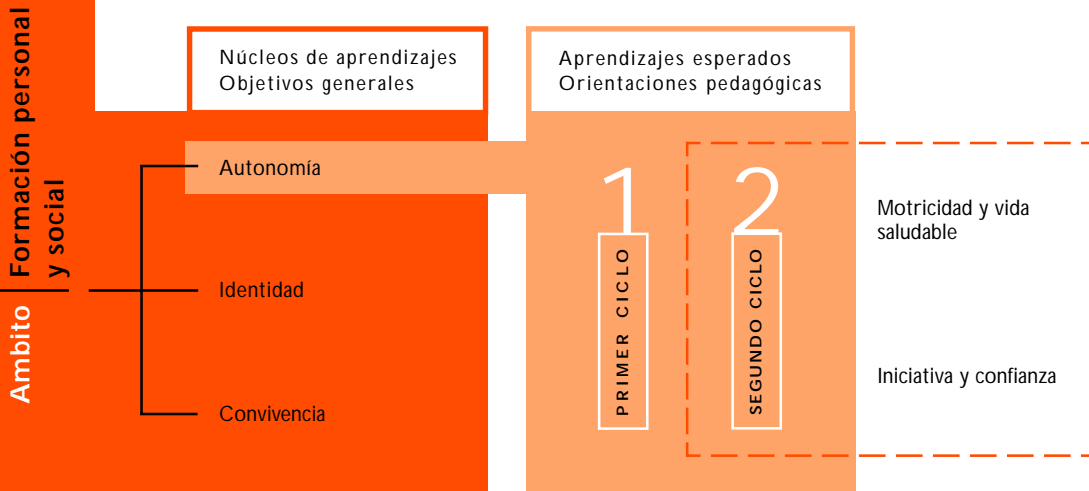 Ambito Formación personal
y social
Núcleos de aprendizajes
Objetivos generales
Autonomía
Identidad
Convivencia
Aprendizajes esperados
Orientaciones pedagógicas
1
PRIMER CICLO
2
SEGUNDO CICLO
Motricidad y vida
saludable
Iniciativa y confianza